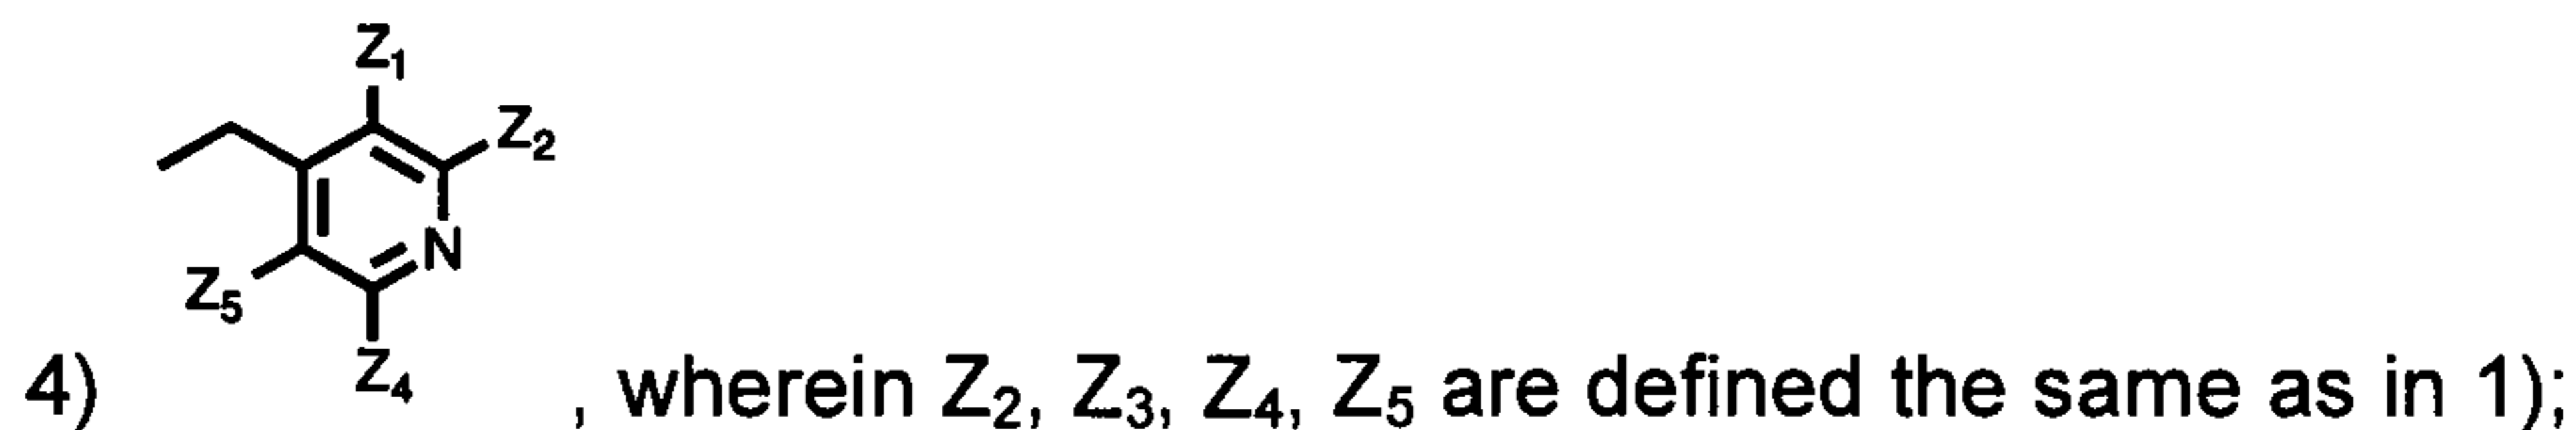 Z₁
Z₂
N
Z₅
Z₄
4) , wherein Z₂, Z₃, Z₄, Z₅ are defined the same as in 1);